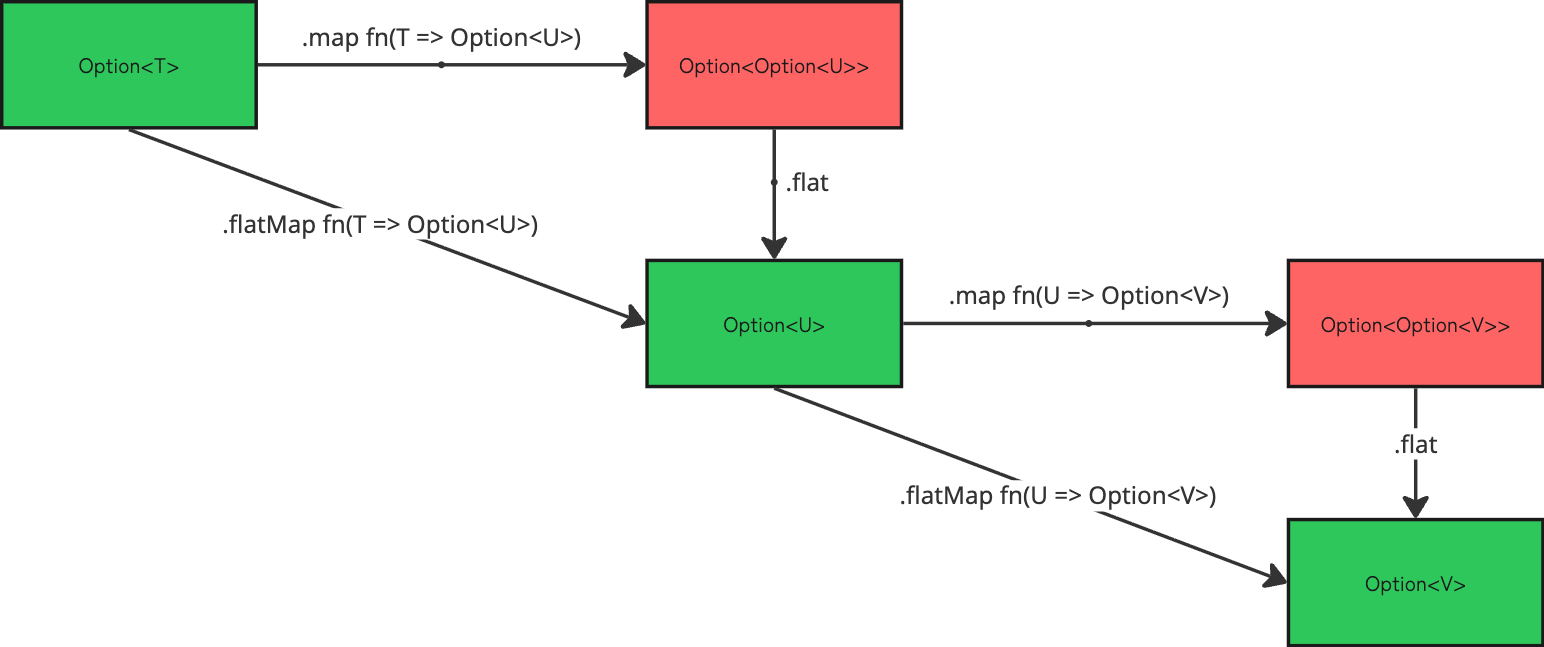 Option<T>
.map fn(T => Option<U>)
Option<Option<U>>
.flat
.flatMap fn(T => Option<U>)
Option<U>
.map fn(U => Option<V>)
Option<Option<V>>
.flat
.flatMap fn(U => Option<V>)
Option<V>